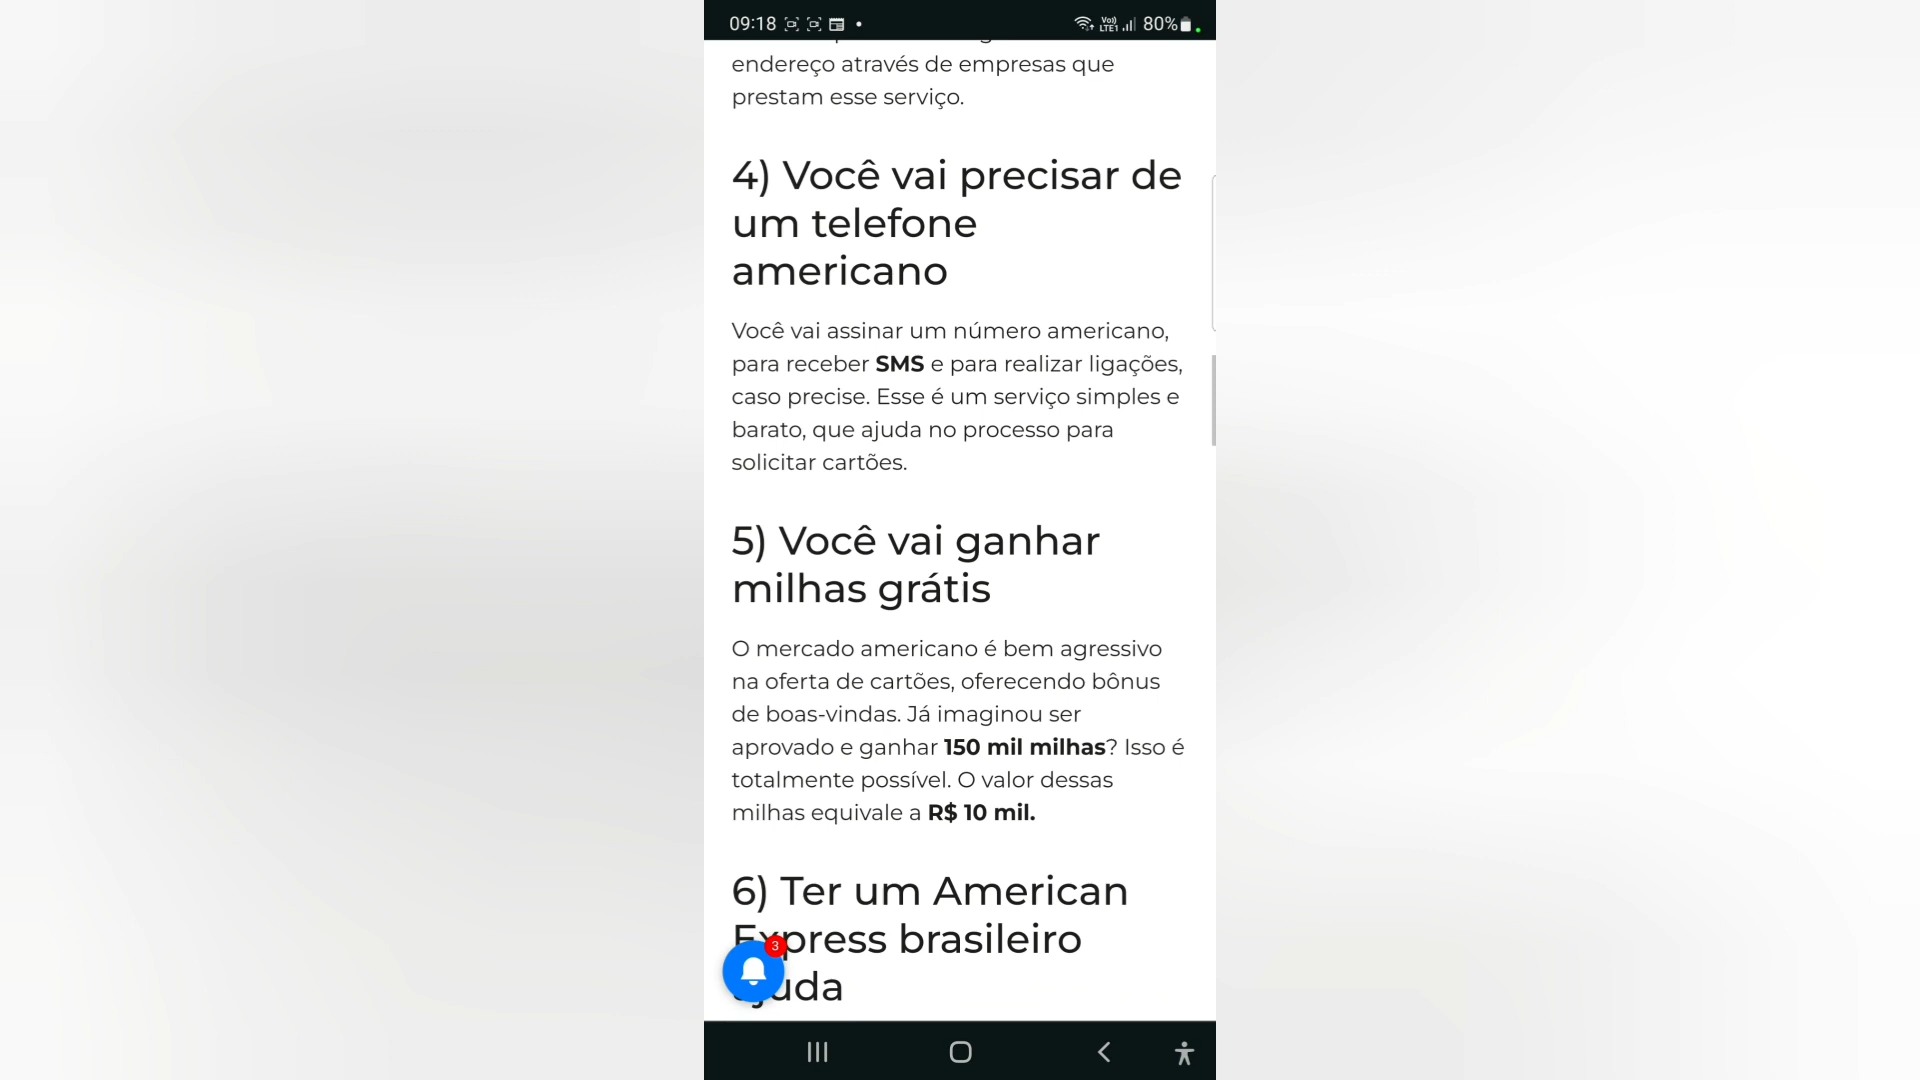 09:18
Vo)) LTE1 80%
endereço através de empresas que
prestam esse serviço.
4) Você vai precisar de
um telefone
americano
Você vai assinar um número americano,
para receber SMS e para realizar ligações,
caso precise. Esse é um serviço simples e
barato, que ajuda no processo para
solicitar cartões.
5) Você vai ganhar
milhas grátis
O mercado americano é bem agressivo
na oferta de cartões, oferecendo bônus
de boas-vindas. Já imaginou ser
aprovado e ganhar 150 mil milhas? Isso é
totalmente possível. O valor dessas
milhas equivale a R$ 10 mil.
6) Ter um American
Express brasileiro
3
ajuda